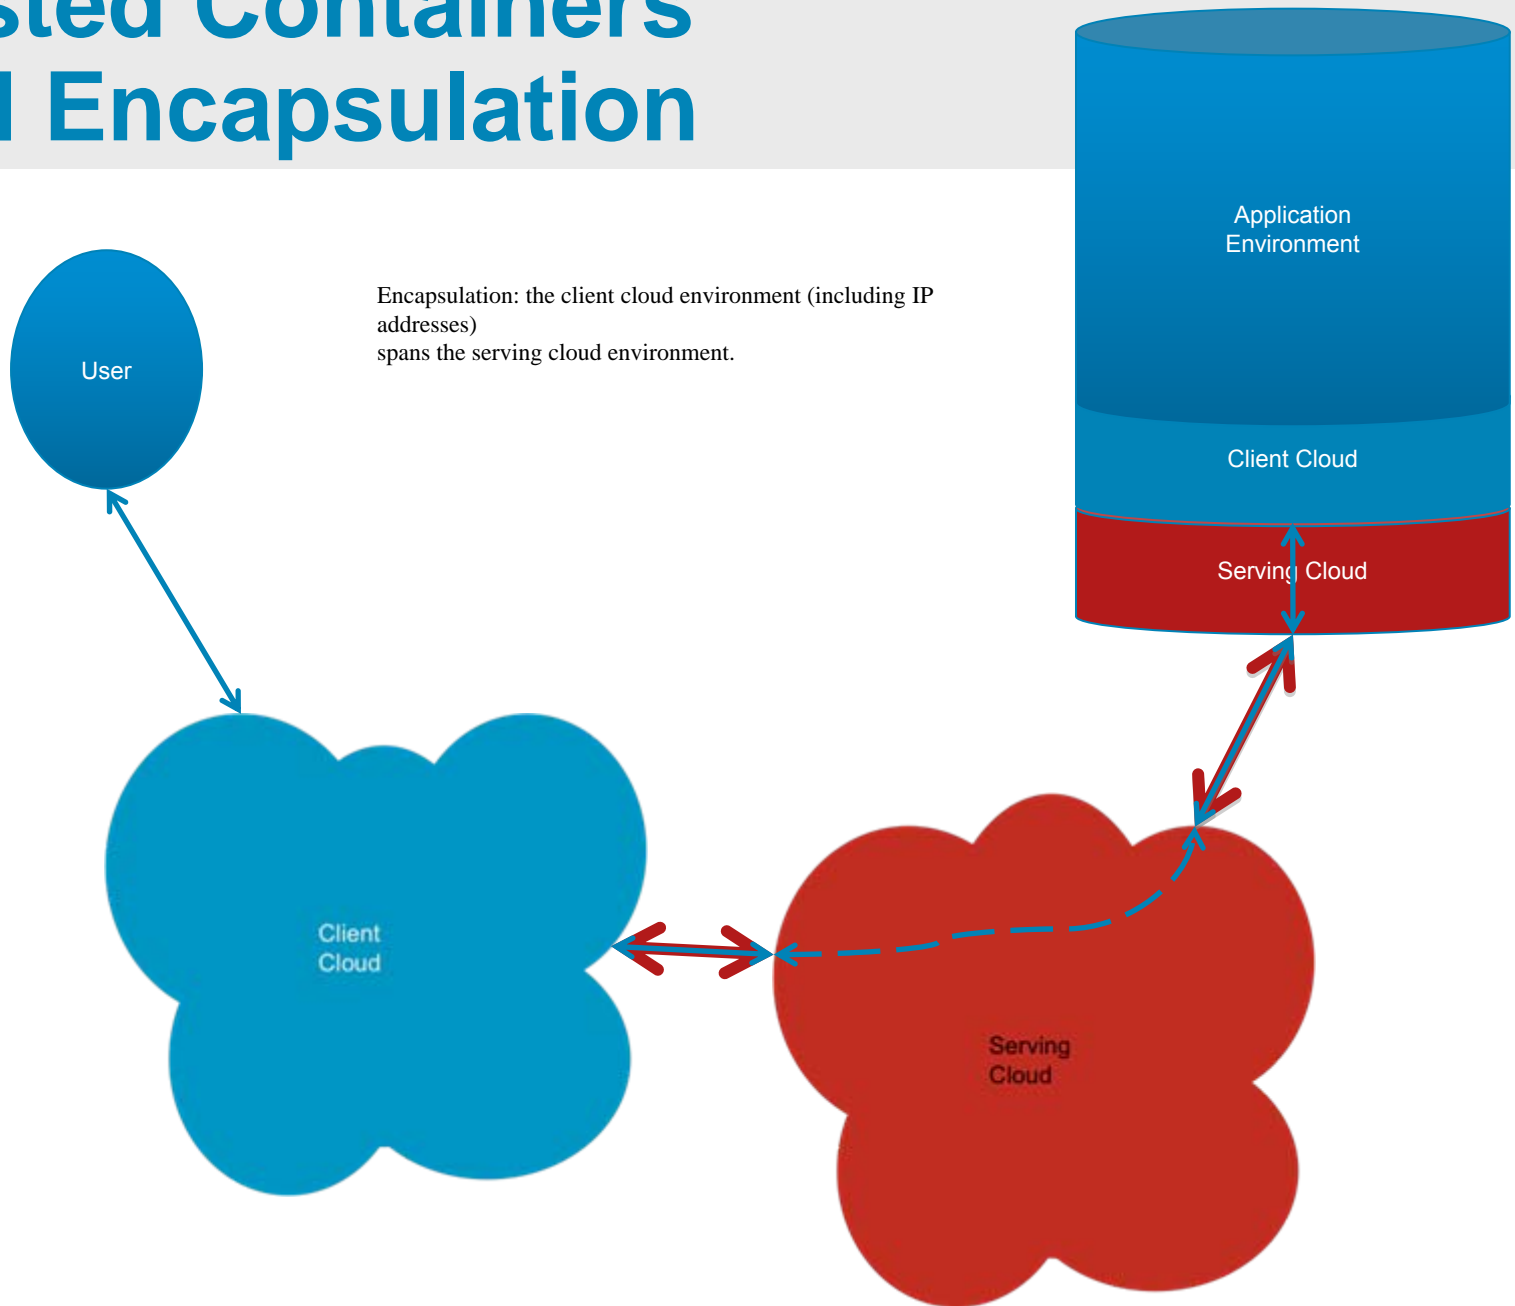 sted Containers
l Encapsulation
Application
Environment
Encapsulation: the client cloud environment (including IP
addresses)
spans the serving cloud environment.
User
Client Cloud
Serving Cloud
Client
Cloud
Serving
Cloud